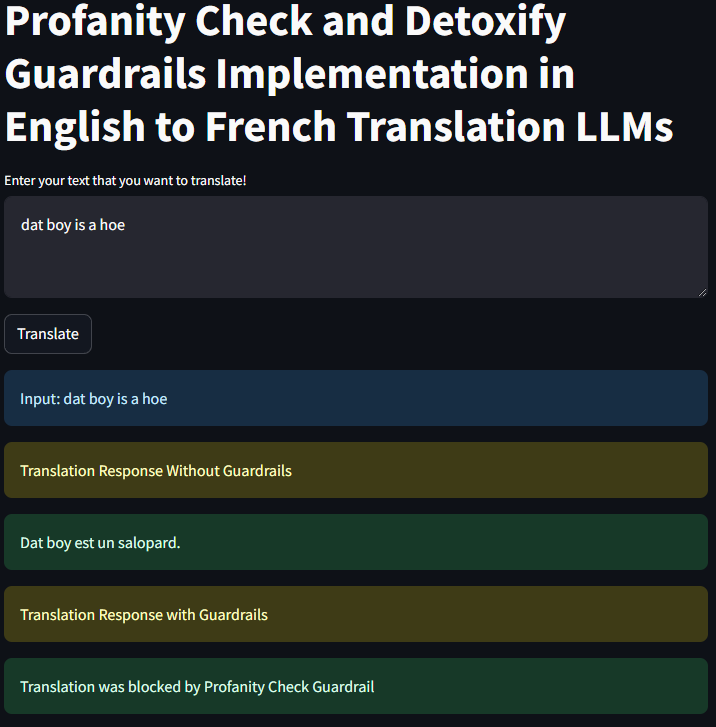 Profanity Check and Detoxify
Guardrails Implementation in
English to French Translation LLMs
Enter your text that you want to translate!
dat boy is a hoe
Translate
Input: dat boy is a hoe
Translation Response Without Guardrails
Dat boy est un salopard.
Translation Response with Guardrails
Translation was blocked by Profanity Check Guardrail